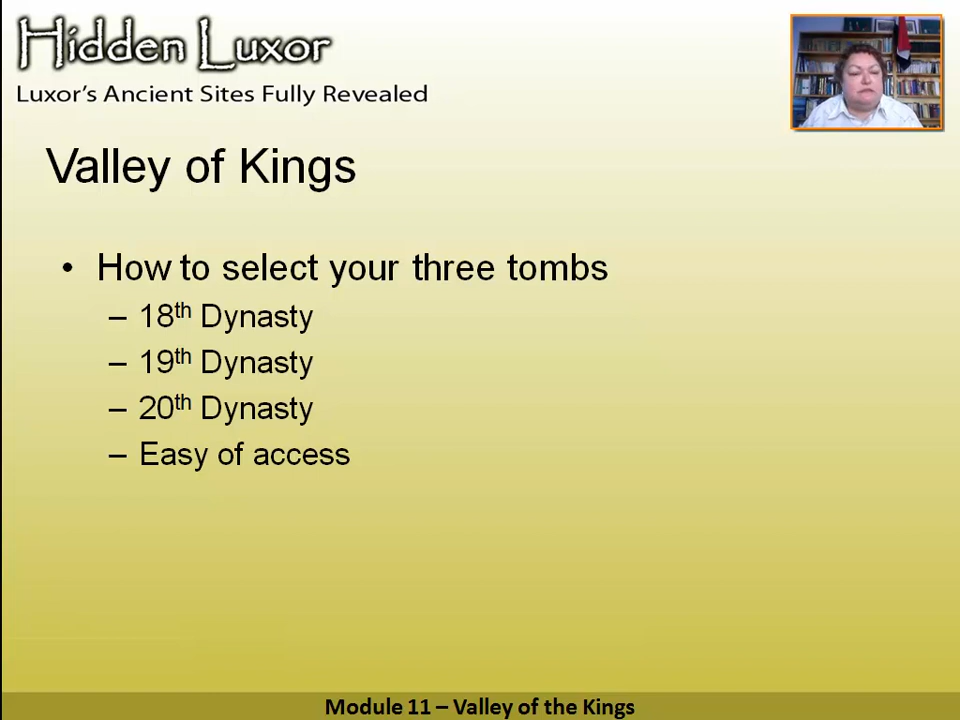 Hidden Luxor
Luxor's Ancient Sites Fully Revealed
Valley of Kings
• How to select your three tombs
– 18th Dynasty
– 19th Dynasty
– 20th Dynasty
– Easy of access
Module 11 – Valley of the Kings